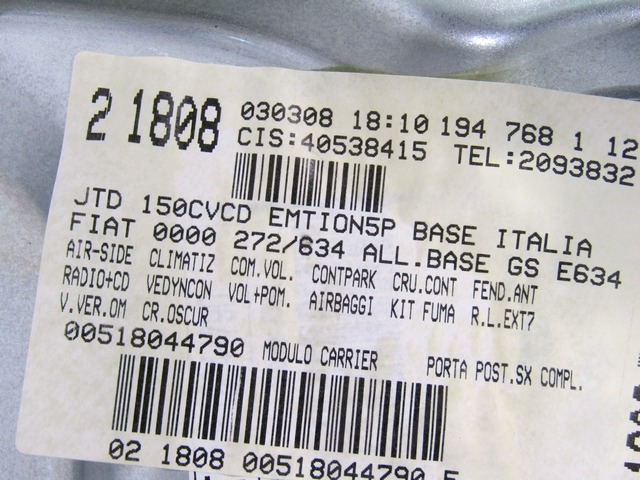 2 1808 030308 18:10 194 768 1 12
CIS:40538415 TEL:2093832
JTD 150CVCD EMTION5P BASE ITALIA
FIAT 0000 272/634 ALL.BASE GS E634
AIR-SIDE CLIMATIZ COM.VOL. CONTPARK CRU.CONT FEND.ANT
RADIO+CD VEDYNCON VOL+POM. AIRBAGGI KIT FUMA R.L.EXT7
V.VER.OM CR.OSCUR
00518044790 MODULO CARRIER PORTA POST.SX COMPL.
02 1808 00518044790 5